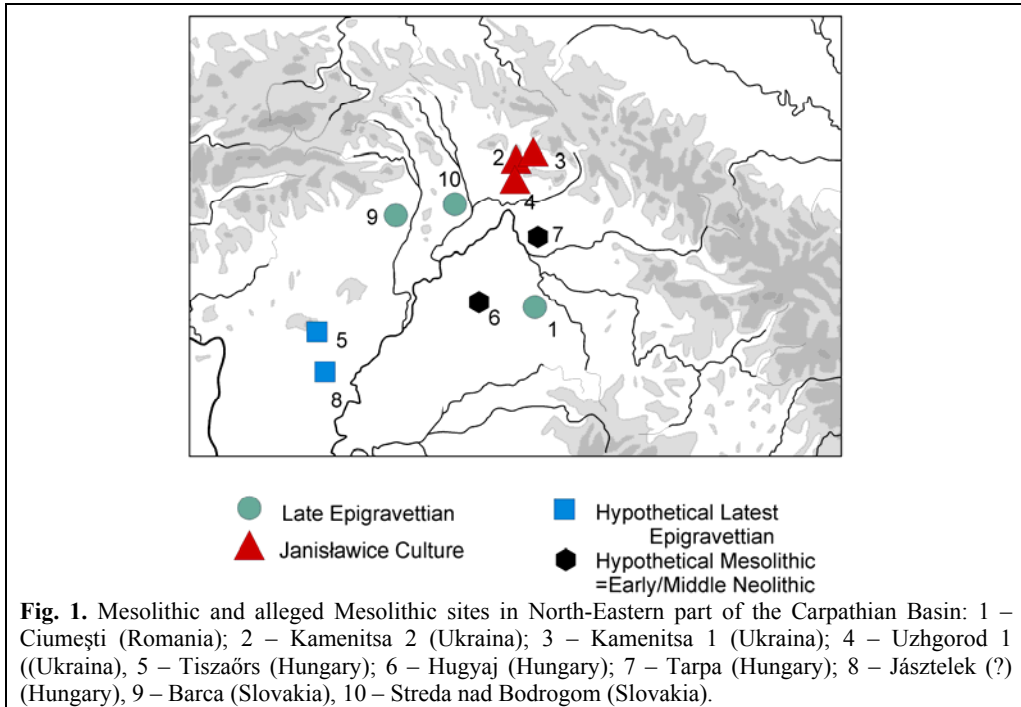 2
3
10
4
9
7
6
1
5
8
Late Epigravettian
Janisławice Culture
Hypothetical Latest
Epigravettian
Hypothetical Mesolithic
=Early/Middle Neolithic
Fig. 1. Mesolithic and alleged Mesolithic sites in North-Eastern part of the Carpathian Basin: 1 –
Ciumeşti (Romania); 2 – Kamenitsa 2 (Ukraina); 3 – Kamenitsa 1 (Ukraina); 4 – Uzhgorod 1
((Ukraina), 5 – Tiszaőrs (Hungary); 6 – Hugyaj (Hungary); 7 – Tarpa (Hungary); 8 – Jásztelek (?)
(Hungary), 9 – Barca (Slovakia), 10 – Streda nad Bodrogom (Slovakia).